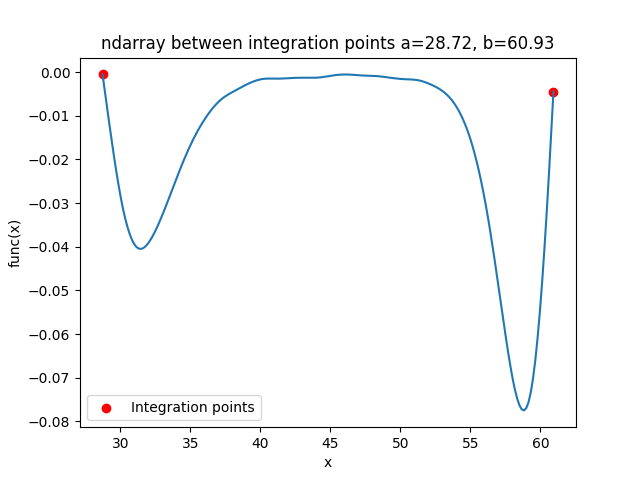 ndarray between integration points a=28.72, b=60.93
0.00
−0.01
−0.02
−0.03
−0.04
−0.05
−0.06
−0.07
−0.08
func(x)
Integration points
30 35 40 45 50 55 60
x